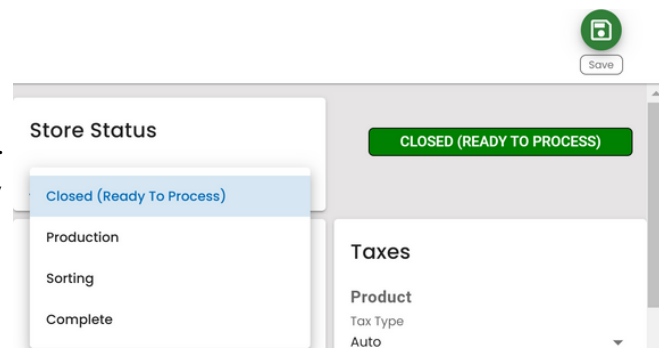 Save
Store Status
CLOSED (READY TO PROCESS)
Closed (Ready To Process)
Production
Sorting
Complete
Taxes
Product
Tax Type
Auto